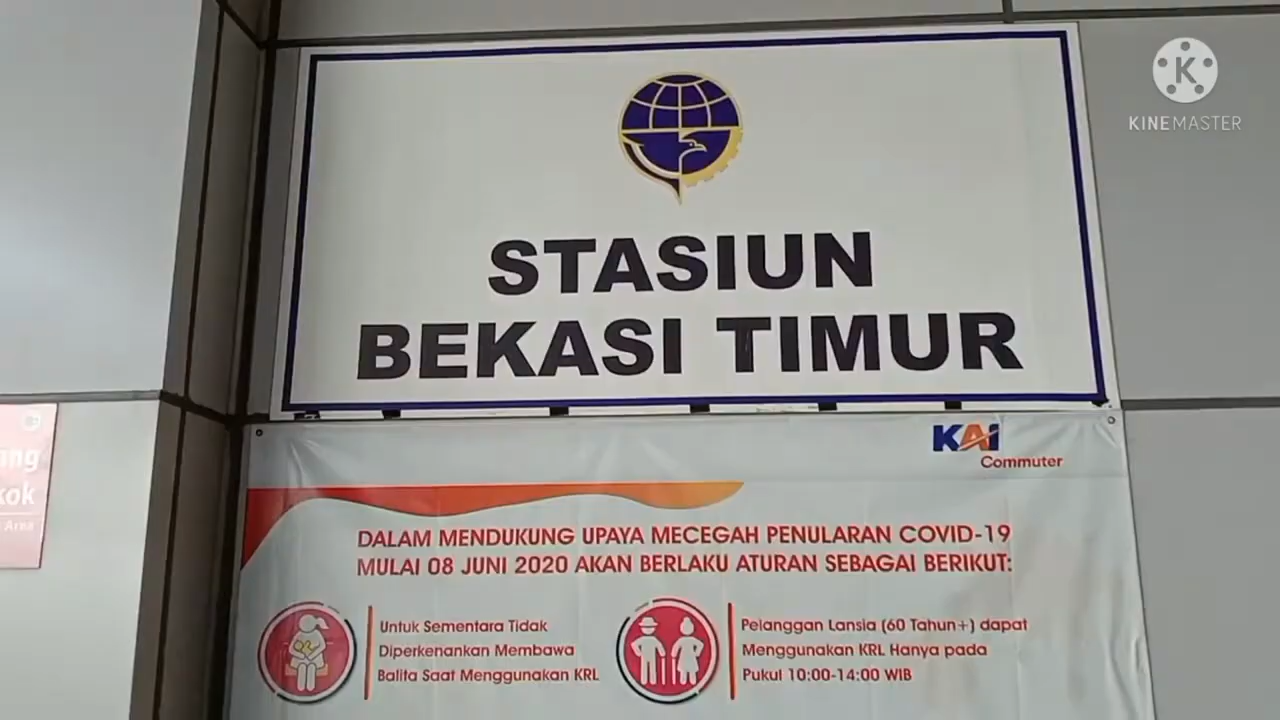 KINEMASTER
STASIUN
BEKASI TIMUR
KAI
Commuter
DALAM MENDUKUNG UPAYA MECEGAH PENULARAN COVID-19
MULAI 08 JUNI 2020 AKAN BERLAKU ATURAN SEBAGAI BERIKUT:
Untuk Sementara Tidak
Diperkenankan Membawa
Balita Saat Menggunakan KRL
Pelanggan Lansia (60 Tahun+) dapat
Menggunakan KRL Hanya pada
Pukul 10:00-14:00 WIB
Area